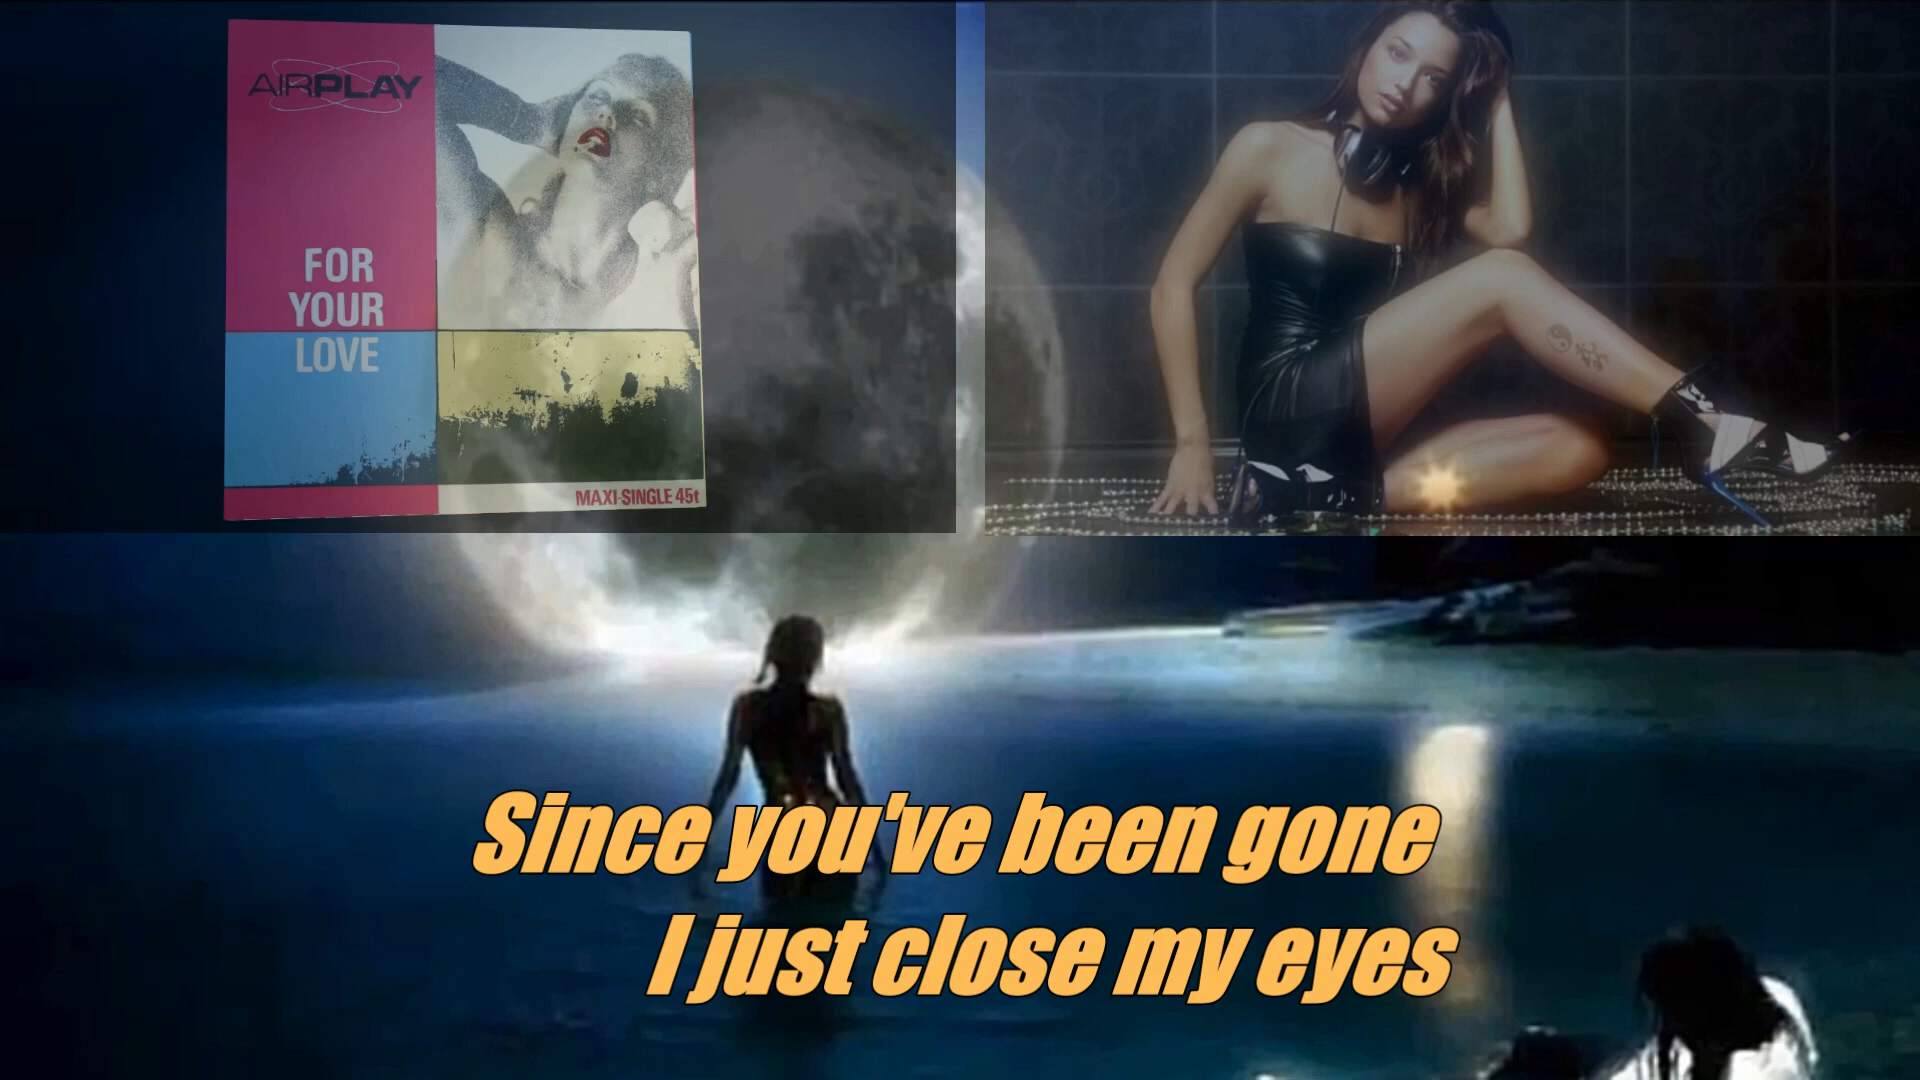 AIRPLAY
FOR
YOUR
LOVE
MAXI-SINGLE 45t
Since you've been gone
I just close my eyes